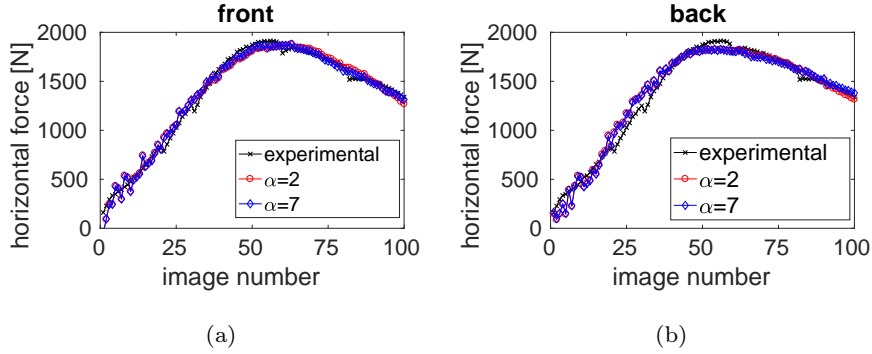 front
horizontal force [N]
2000
1500
1000
500
0
experimental
α=2
α=7
0 25 50 75 100
image number
(a)
back
horizontal force [N]
2000
1500
1000
500
0
experimental
α=2
α=7
0 25 50 75 100
image number
(b)